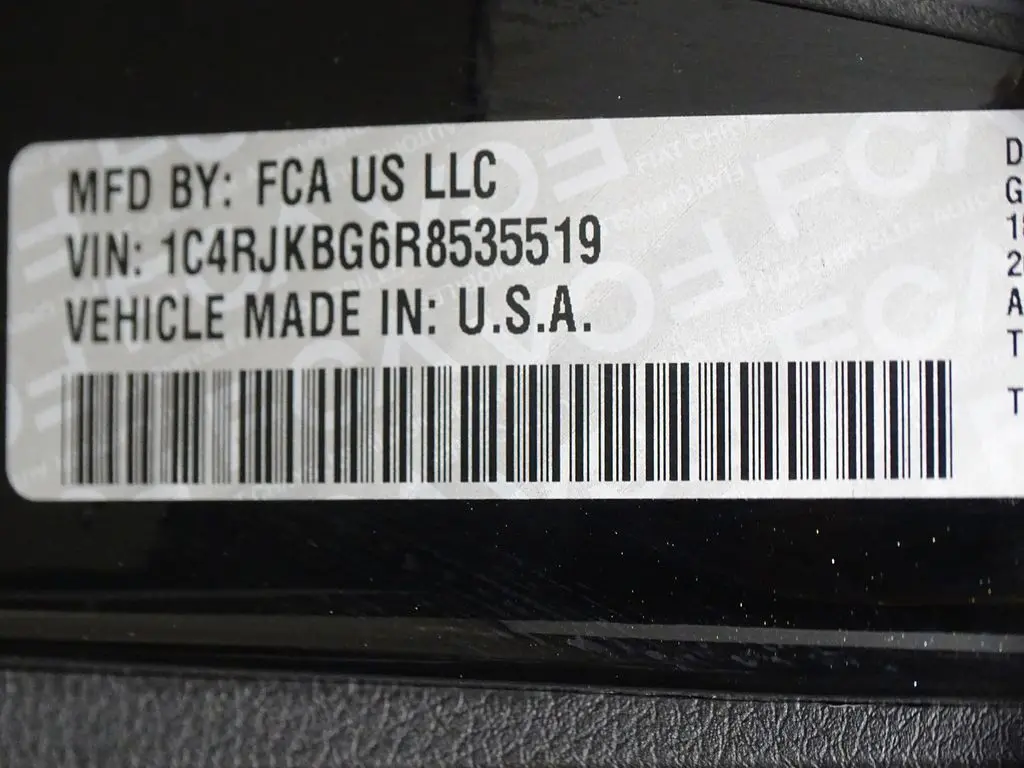 MFD BY: FCA US LLC
VIN: 1C4RJKBG6R8535519
VEHICLE MADE IN: U.S.A.